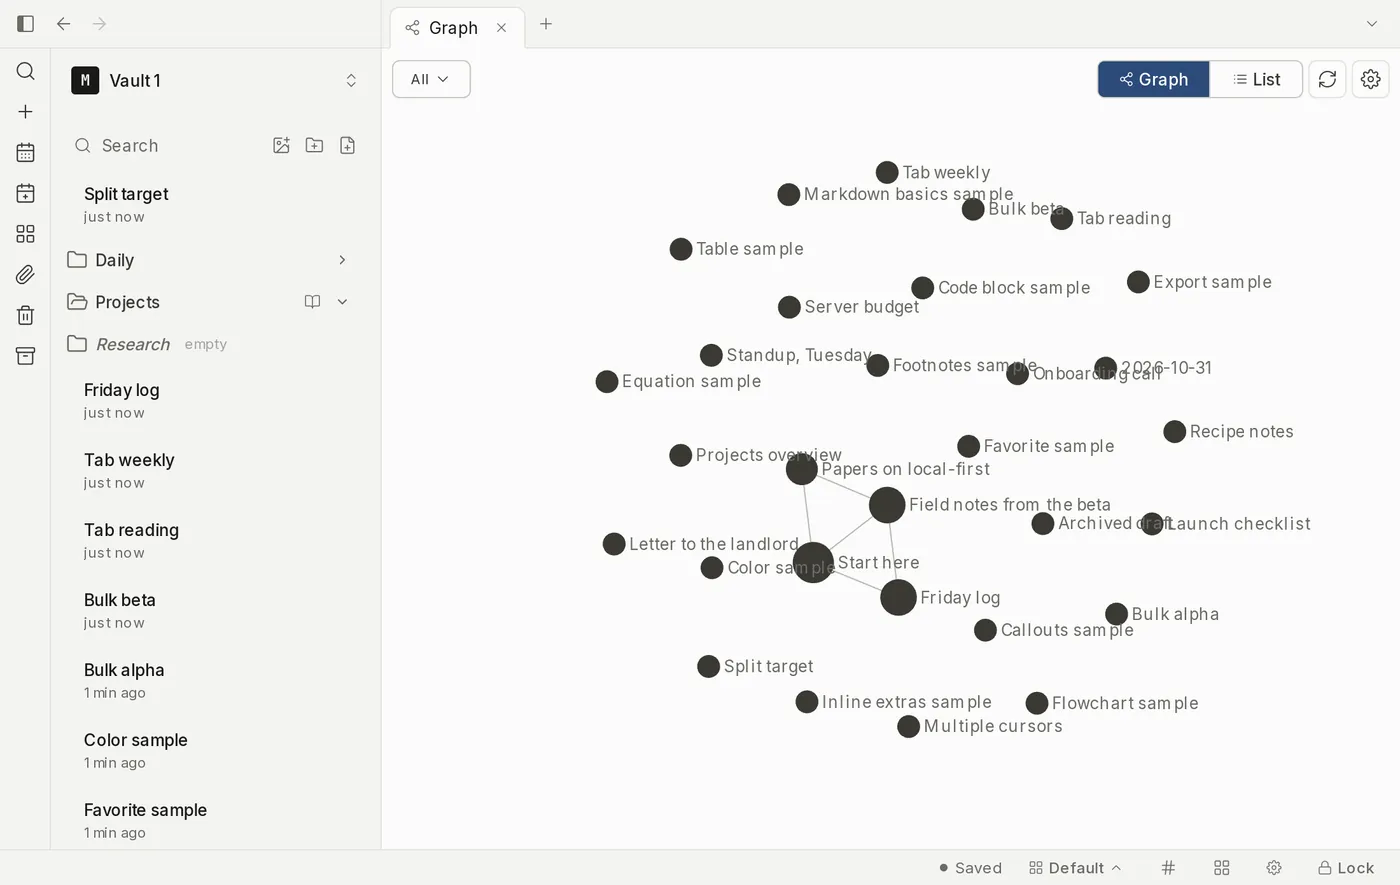 Graph
M Vault 1
Search
Split target
just now
Daily
Projects
Research empty
Friday log
just now
Tab weekly
just now
Tab reading
just now
Bulk beta
just now
Bulk alpha
1 min ago
Color sample
1 min ago
Favorite sample
1 min ago
All
Graph
List
Tab weekly
Markdown basics sample
Bulk beta
Tab reading
Table sample
Export sample
Code block sample
Server budget
Standup, Tuesday
Footnotes sample
2026-10-31
Onboarding call
Equation sample
Recipe notes
Favorite sample
Projects overview
Papers on local-first
Field notes from the beta
Archived draft
Launch checklist
Letter to the landlord
Start here
Color sample
Friday log
Bulk alpha
Callouts sample
Split target
Inline extras sample
Flowchart sample
Multiple cursors
Saved
Default
Lock